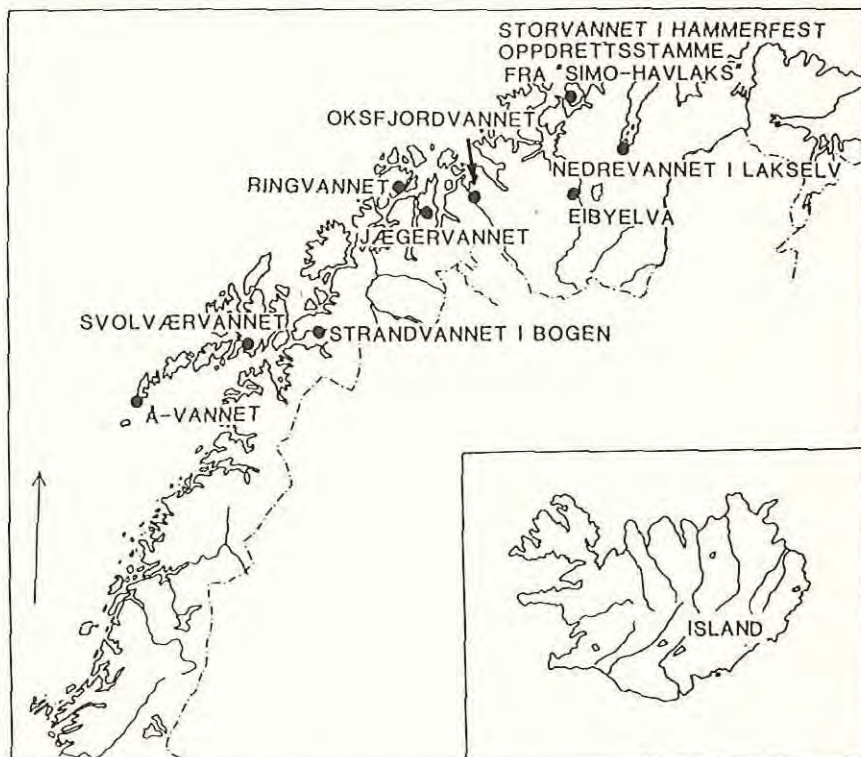 STORVANNET I HAMMERFEST
OPPDRETTSSTAMME
FRA "SIMO-HAVLAKS"
OKSFJORDVANNET
RINGVANNET
NEDREVANNET I LAKSELV
EIBYELVA
JÆGERVANNET
SVOLVÆRVANNET
STRANDVANNET I BOGEN
Å-VANNET
ISLAND